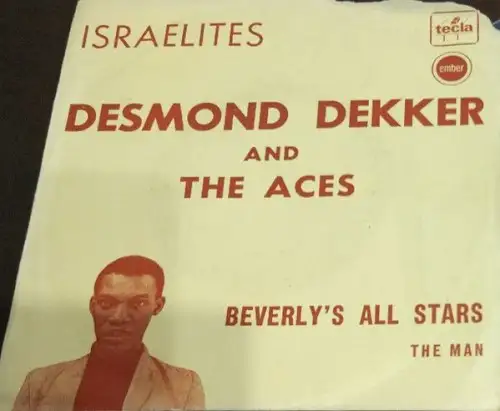 ISRAELITES
tecla
ember
DESMOND DEKKER
AND
THE ACES
BEVERLY'S ALL STARS
THE MAN